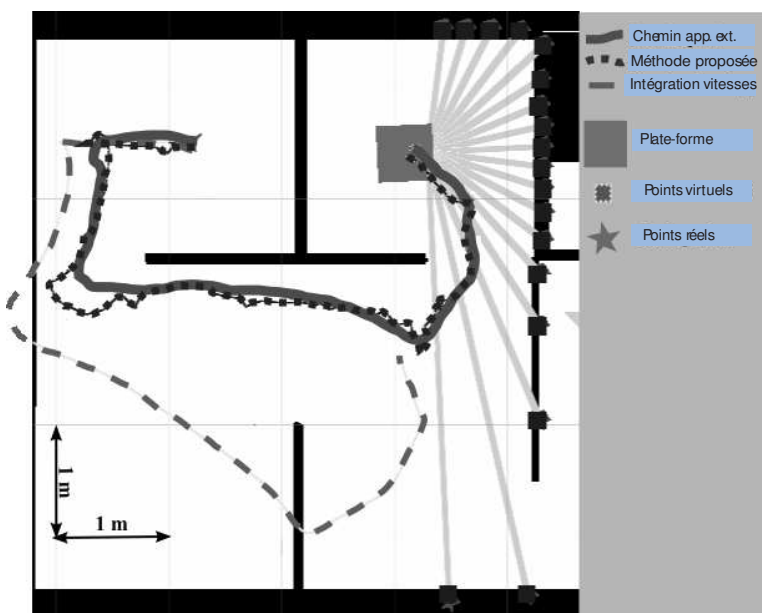 Chemin app. ext.
Méthode proposée
Intégration vitesses
Plate-forme
Points virtuels
Points réels
1 m
1 m